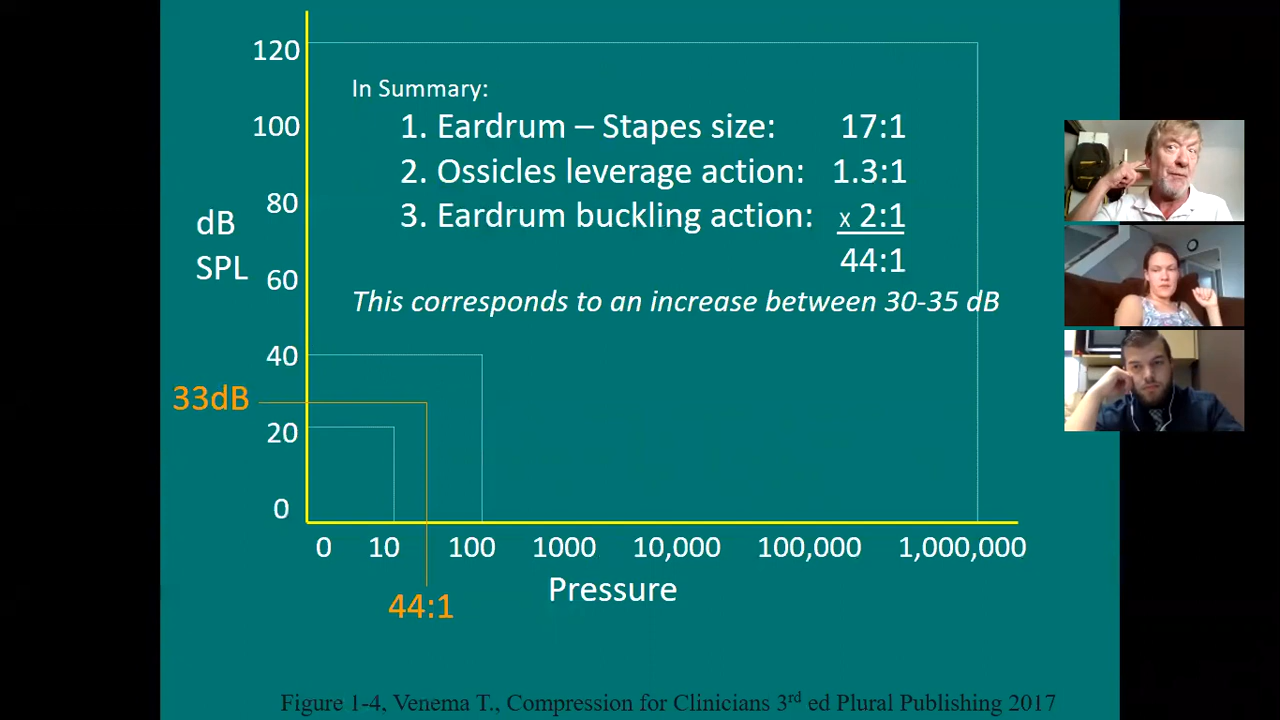 120
In Summary:
1. Eardrum – Stapes size: 17:1
100
2. Ossicles leverage action: 1.3:1
80
3. Eardrum buckling action: x 2:1
dB
SPL
44:1
60
This corresponds to an increase between 30-35 dB
40
33dB
20
0
0 10 100 1000 10,000 100,000 1,000,000
Pressure
44:1
Figure 1-4, Venema T., Compression for Clinicians 3rd ed Plural Publishing 2017